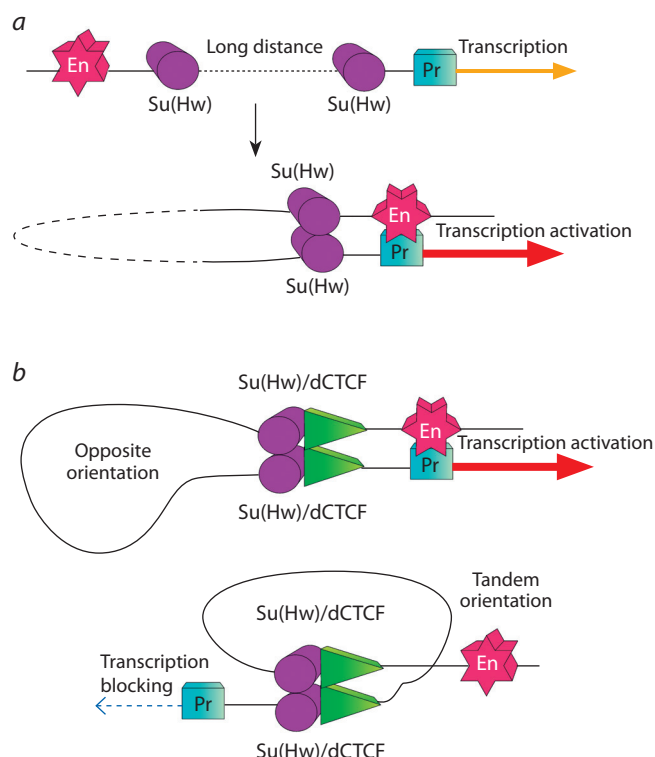 a
En
Long distance
Transcription
Pr
Su(Hw)
Su(Hw)
Su(Hw)
En
Transcription activation
Pr
Su(Hw)
b
Su(Hw)/dCTCF
En
Opposite
orientation
Transcription activation
Pr
Su(Hw)/dCTCF
Tandem
orientation
Su(Hw)/dCTCF
En
Transcription
blocking
Pr
Su(Hw)/dCTCF